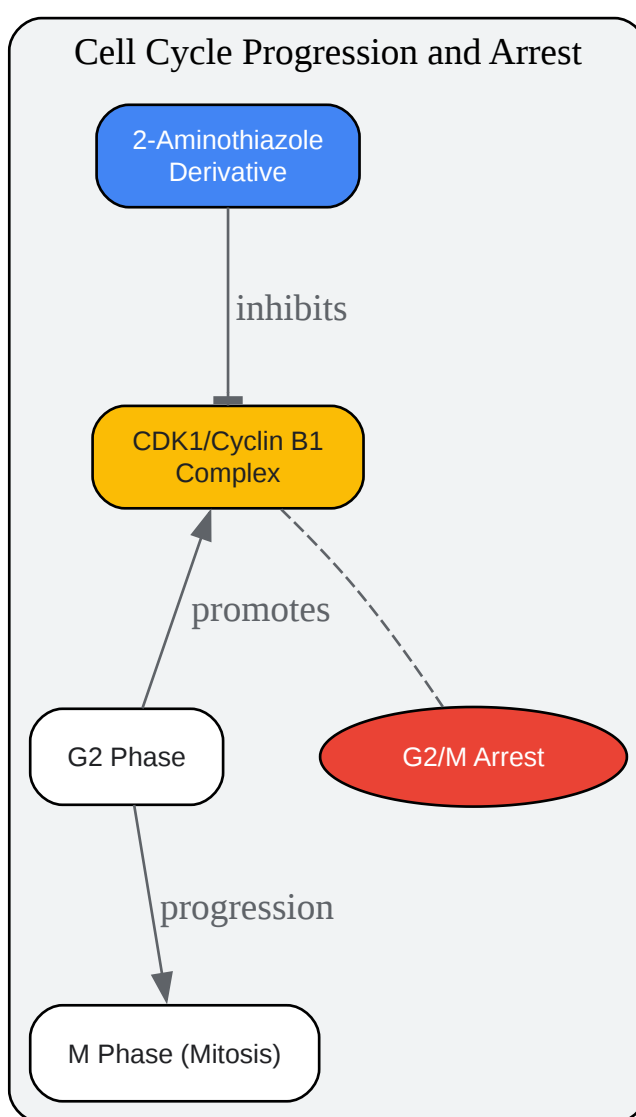 Cell Cycle Progression and Arrest
2-Aminothiazole
Derivative
inhibits
CDK1/Cyclin B1
Complex
promotes
G2 Phase
G2/M Arrest
progression
M Phase (Mitosis)